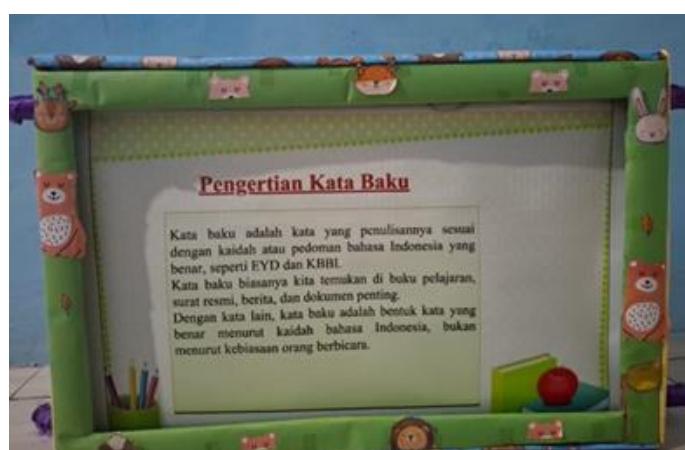 Pengertian Kata Baku
Kata baku adalah kata yang penulisannya sesuai
dengan kaidah atau pedoman bahasa Indonesia yang
benar, seperti EYD dan KBBI.
Kata baku biasanya kita temukan di buku pelajaran,
surat resmi, berita, dan dokumen penting.
Dengan kata lain, kata baku adalah bentuk kata yang
benar menurut kaidah bahasa Indonesia, bukan
menurut kebiasaan orang berbicara.